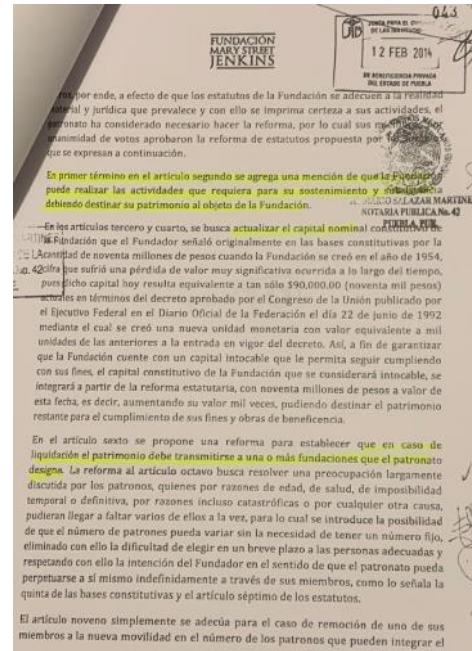 043
FUNDACIÓN
MARY STREET
JENKINS
JUNTA PARA EL
DE LAS
12 FEB 2014
DE BENEFICENCIA PRIVADA
DEL ESTADO DE PUEBLA
por ende, a efecto de que los estatutos de la Fundación se adecuen a la realidad
y jurídica que prevalece y con ello se imprima certeza a sus actividades, el
patronato ha considerado necesario hacer la reforma, por lo cual sus
unanimidad de votos aprobaron la reforma de estatutos propuesta
que se expresan a continuación.
En primer término en el artículo segundo se agrega una mención de que la
puede realizar las actividades que requiera para su sostenimiento y
debiendo destinar su patrimonio al objeto de la Fundación.
SALAZAR MARTINE
NOTARIA PUBLICA No. 42
PUEBLA, PUE.
En los artículos tercero y cuarto, se busca actualizar el capital nominal constitutivo de
la Fundación que el Fundador señaló originalmente en las bases constitutivas por la
cantidad de noventa millones de pesos cuando la Fundación se creó en el año de 1954,
cifra que sufrió una pérdida de valor muy significativa ocurrida a lo largo del tiempo,
pues dicho capital hoy resulta equivalente a tan sólo $90,000.00 (noventa mil pesos)
actuales en términos del decreto aprobado por el Congreso de la Unión publicado por
el Ejecutivo Federal en el Diario Oficial de la Federación el día 22 de junio de 1992
mediante el cual se creó una nueva unidad monetaria con valor equivalente a mil
unidades de las anteriores a la entrada en vigor del decreto. Así, a fin de garantizar
que la Fundación cuente con un capital intocable que le permita seguir cumpliendo
con sus fines, el capital constitutivo de la Fundación que se considerará intocable, se
integrará a partir de la reforma estatutaria, con noventa millones de pesos a valor de
esta fecha, es decir, aumentando su valor mil veces, pudiendo destinar el patrimonio
restante para el cumplimiento de sus fines y obras de beneficencia.
En el artículo sexto se propone una reforma para establecer que en caso de
liquidación el patrimonio debe transmitirse a una o más fundaciones que el patronato
designe. La reforma al artículo octavo busca resolver una preocupación largamente
discutida por los patronos, quienes por razones de edad, de salud, de imposibilidad
temporal o definitiva, por razones incluso catastróficas o por cualquier otra causa,
pudieran llegar a faltar varios de ellos a la vez, para lo cual se introduce la posibilidad
de que el número de patrones pueda variar sin la necesidad de tener un número fijo,
eliminado con ello la dificultad de elegir en un breve plazo a las personas adecuadas y
respetando con ello la intención del Fundador en el sentido de que el patronato pueda
perpetuarse a sí mismo indefinidamente a través de sus miembros, como lo señala la
quinta de las bases constitutivas y el artículo séptimo de los estatutos.
El artículo noveno simplemente se adecúa para el caso de remoción de uno de sus
miembros a la nueva movilidad en el número de los patronos que pueden integrar el